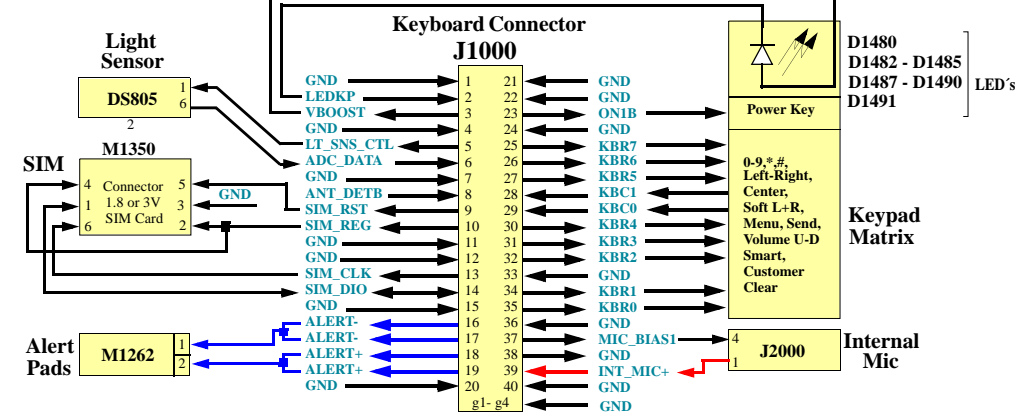 Keyboard Connector
J1000
Light
Sensor
DS805
1
6
2
M1350
SIM
Connector
1.8 or 3V
SIM Card
4
1
6
5
3
2
GND
Alert
Pads
M1262
1
2
GND 1
LEDKP 2
VBOOST 3
GND 4
LT_SNS_CTL 5
ADC_DATA 6
GND 7
ANT_DETB 8
SIM_RST 9
SIM_REG 10
GND 11
GND 12
SIM_CLK 13
SIM_DIO 14
GND 15
ALERT- 16
ALERT- 17
ALERT+ 18
ALERT+ 19
GND 20
g1- g4
21 GND
22 GND
23 ON1B
24 GND
25 KBR7
26 KBR6
27 KBR5
28 KBC1
29 KBC0
30 KBR4
31 KBR3
32 KBR2
33 GND
34 KBR1
35 KBR0
36 GND
37 MIC_BIAS1
38 GND
39 INT_MIC+
40 GND
GND
D1480
D1482 - D1485
D1487 - D1490
D1491
LED´s
Power Key
0-9,*,#,
Left-Right,
Center,
Soft L+R,
Menu, Send,
Volume U-D
Smart,
Customer
Clear
Keypad
Matrix
4
1
J2000
Internal
Mic